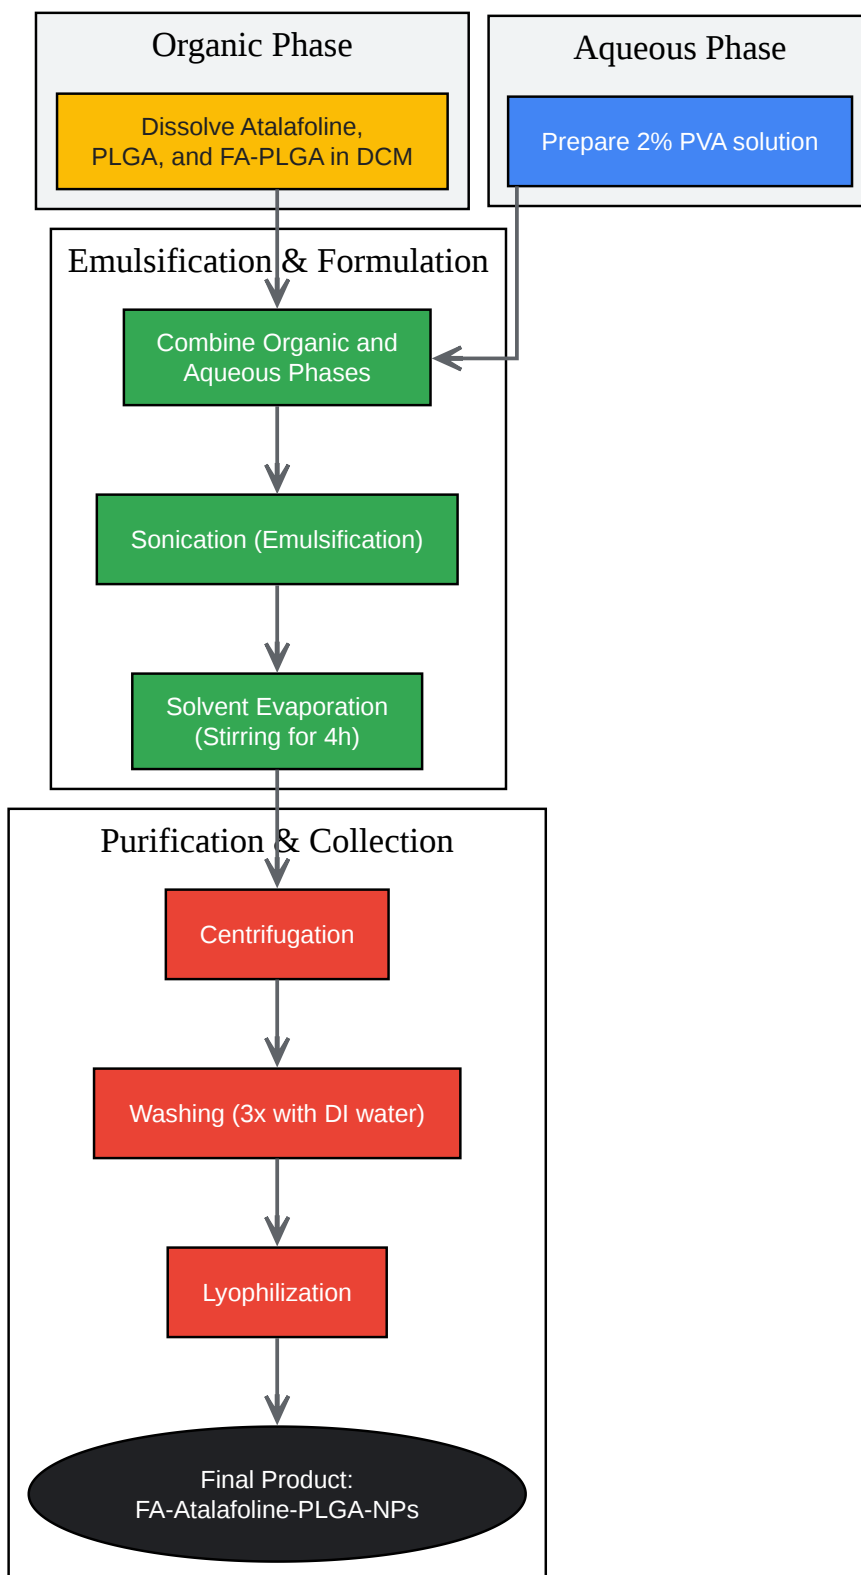 Organic Phase
Dissolve Atalafoline,
PLGA, and FA-PLGA in DCM
Aqueous Phase
Prepare 2% PVA solution
Emulsification & Formulation
Combine Organic and
Aqueous Phases
Sonication (Emulsification)
Solvent Evaporation
(Stirring for 4h)
Purification & Collection
Centrifugation
Washing (3x with DI water)
Lyophilization
Final Product:
FA-Atalafoline-PLGA-NPs